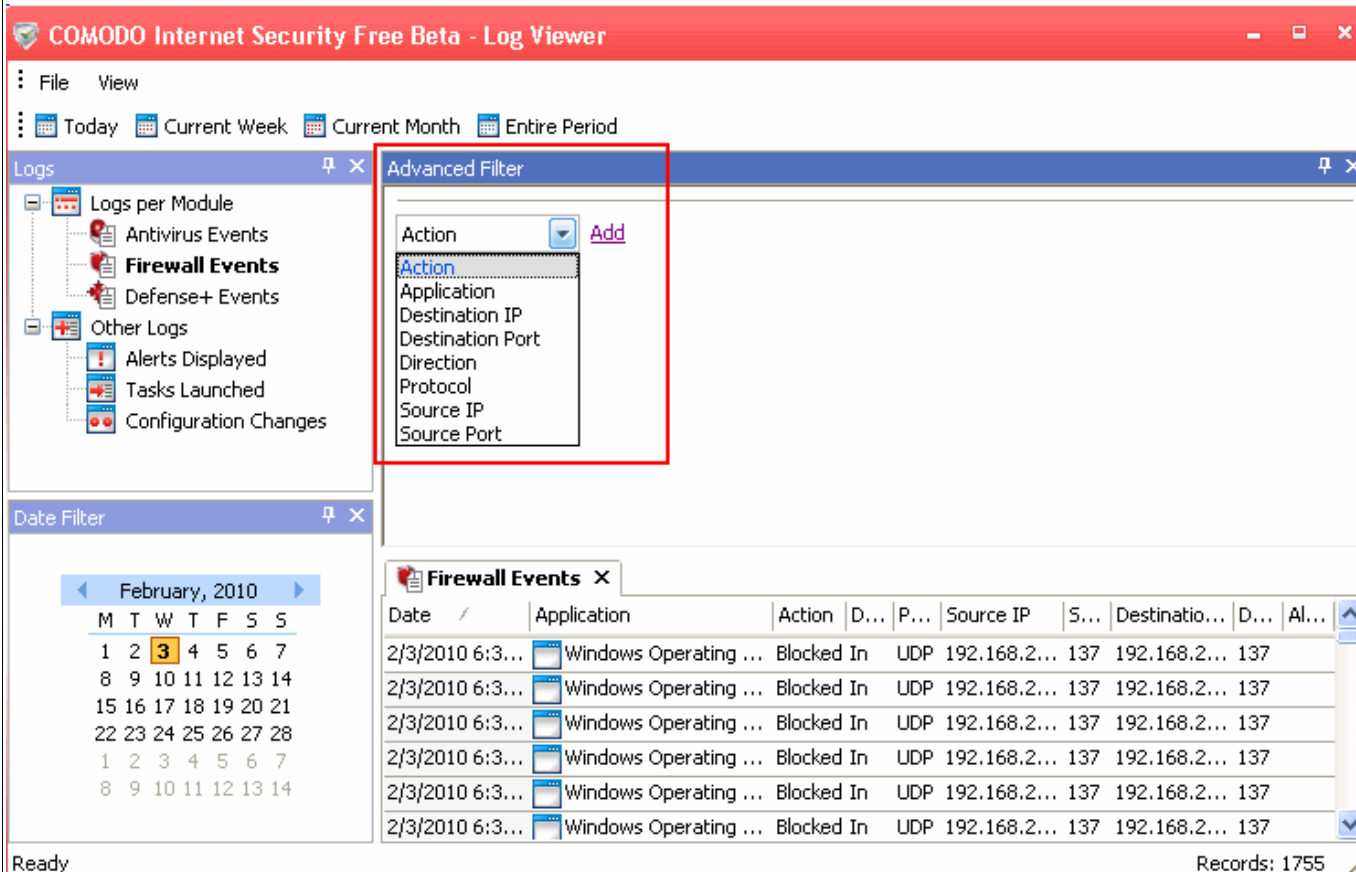 COMODO Internet Security Free Beta - Log Viewer
File View
Today Current Week Current Month Entire Period
Logs
Logs per Module
Antivirus Events
Firewall Events
Defense+ Events
Other Logs
Alerts Displayed
Tasks Launched
Configuration Changes
Advanced Filter
Action Add
Action
Application
Destination IP
Destination Port
Direction
Protocol
Source IP
Source Port
Date Filter
February, 2010
M T W T F S S
1 2 3 4 5 6 7
8 9 10 11 12 13 14
15 16 17 18 19 20 21
22 23 24 25 26 27 28
1 2 3 4 5 6 7
8 9 10 11 12 13 14
Firewall Events
Date Application Action D... P... Source IP S... Destinatio... D... Al...
2/3/2010 6:3... Windows Operating ... Blocked In UDP 192.168.2... 137 192.168.2... 137
2/3/2010 6:3... Windows Operating ... Blocked In UDP 192.168.2... 137 192.168.2... 137
2/3/2010 6:3... Windows Operating ... Blocked In UDP 192.168.2... 137 192.168.2... 137
2/3/2010 6:3... Windows Operating ... Blocked In UDP 192.168.2... 137 192.168.2... 137
2/3/2010 6:3... Windows Operating ... Blocked In UDP 192.168.2... 137 192.168.2... 137
2/3/2010 6:3... Windows Operating ... Blocked In UDP 192.168.2... 137 192.168.2... 137
Ready Records: 1755